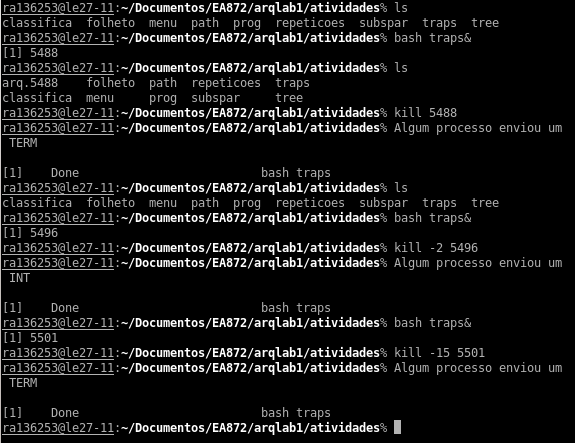 ra136253@le27-11:~/Documentos/EA872/arqlab1/atividades% ls
classifica  folheto  menu  path  prog  repeticoes  subspar  traps  tree
ra136253@le27-11:~/Documentos/EA872/arqlab1/atividades% bash traps&
[1] 5488
ra136253@le27-11:~/Documentos/EA872/arqlab1/atividades% ls
arq.5488    folheto  path  repeticoes  traps
classifica  menu     prog  subspar     tree
ra136253@le27-11:~/Documentos/EA872/arqlab1/atividades% kill 5488
ra136253@le27-11:~/Documentos/EA872/arqlab1/atividades% Algum processo enviou um
 TERM
[1]    Done                          bash traps
ra136253@le27-11:~/Documentos/EA872/arqlab1/atividades% ls
classifica  folheto  menu  path  prog  repeticoes  subspar  traps  tree
ra136253@le27-11:~/Documentos/EA872/arqlab1/atividades% bash traps&
[1] 5496
ra136253@le27-11:~/Documentos/EA872/arqlab1/atividades% kill -2 5496
ra136253@le27-11:~/Documentos/EA872/arqlab1/atividades% Algum processo enviou um
 INT
[1]    Done                          bash traps
ra136253@le27-11:~/Documentos/EA872/arqlab1/atividades% bash traps&
[1] 5501
ra136253@le27-11:~/Documentos/EA872/arqlab1/atividades% kill -15 5501
ra136253@le27-11:~/Documentos/EA872/arqlab1/atividades% Algum processo enviou um
 TERM
[1]    Done                          bash traps
ra136253@le27-11:~/Documentos/EA872/arqlab1/atividades%